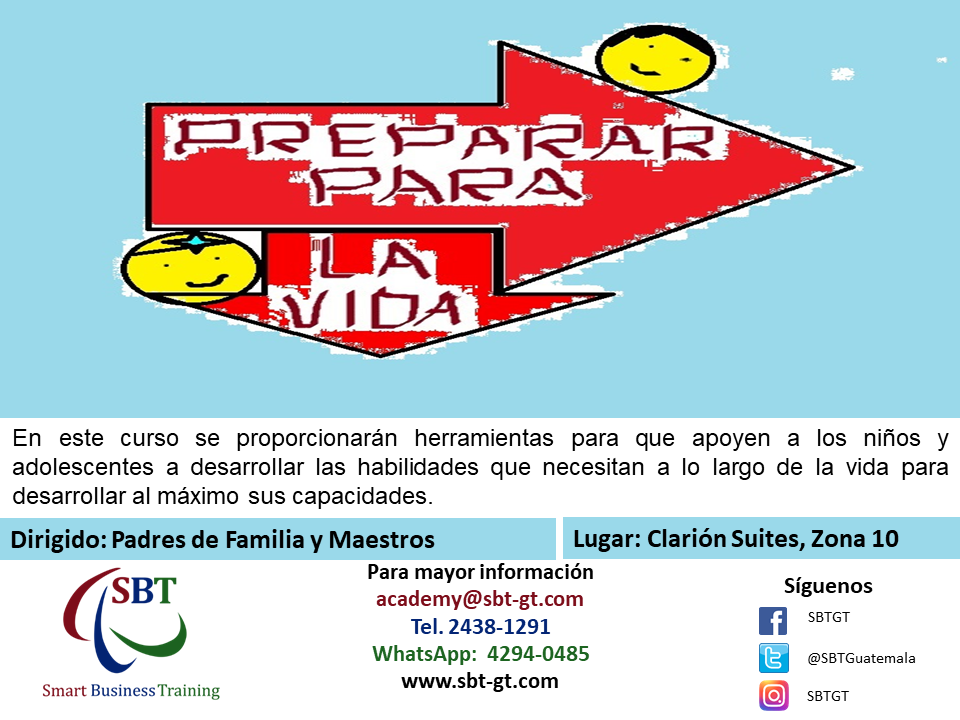 PREPARAR
PARA
LA
VIDA
En este curso se proporcionarán herramientas para que apoyen a los niños y
adolescentes a desarrollar las habilidades que necesitan a lo largo de la vida para
desarrollar al máximo sus capacidades.
Dirigido: Padres de Familia y Maestros
Lugar: Clarión Suites, Zona 10
SBT
Smart Business Training
Para mayor información
academy@sbt-gt.com
Tel. 2438-1291
WhatsApp: 4294-0485
www.sbt-gt.com
Síguenos
SBTGT
@SBTGuatemala
SBTGT